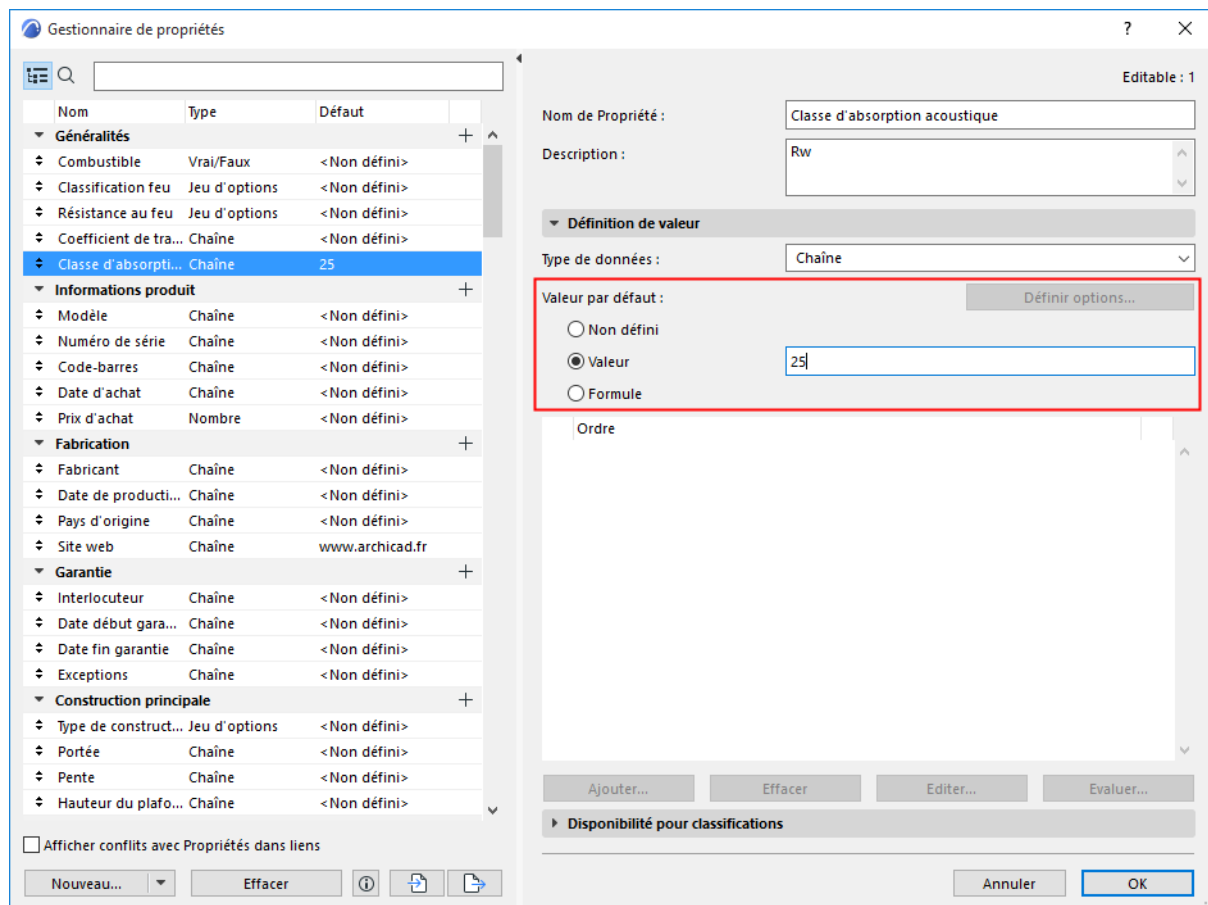 Gestionnaire de propriétés
?
Editable : 1
Nom Type Défaut
Généralités
Combustible Vrai/Faux <Non défini>
Classification feu Jeu d'options <Non défini>
Résistance au feu Jeu d'options <Non défini>
Coefficient de tra... Chaîne <Non défini>
Classe d'absorpti... Chaîne 25
Informations produit
Modèle Chaîne <Non défini>
Numéro de série Chaîne <Non défini>
Code-barres Chaîne <Non défini>
Date d'achat Chaîne <Non défini>
Prix d'achat Nombre <Non défini>
Fabrication
Fabricant Chaîne <Non défini>
Date de producti... Chaîne <Non défini>
Pays d'origine Chaîne <Non défini>
Site web Chaîne www.archicad.fr
Garantie
Interlocuteur Chaîne <Non défini>
Date début gara... Chaîne <Non défini>
Date fin garantie Chaîne <Non défini>
Exceptions Chaîne <Non défini>
Construction principale
Type de construct... Jeu d'options <Non défini>
Portée Chaîne <Non défini>
Pente Chaîne <Non défini>
Hauteur du plafo... Chaîne <Non défini>
Afficher conflits avec Propriétés dans liens
Nouveau... Effacer
Nom de Propriété : Classe d'absorption acoustique
Description : Rw
Définition de valeur
Type de données : Chaîne
Valeur par défaut : Définir options...
Non défini
Valeur 25
Formule
Ordre
Ajouter... Effacer Editer... Evaluer...
Disponibilité pour classifications
Annuler OK